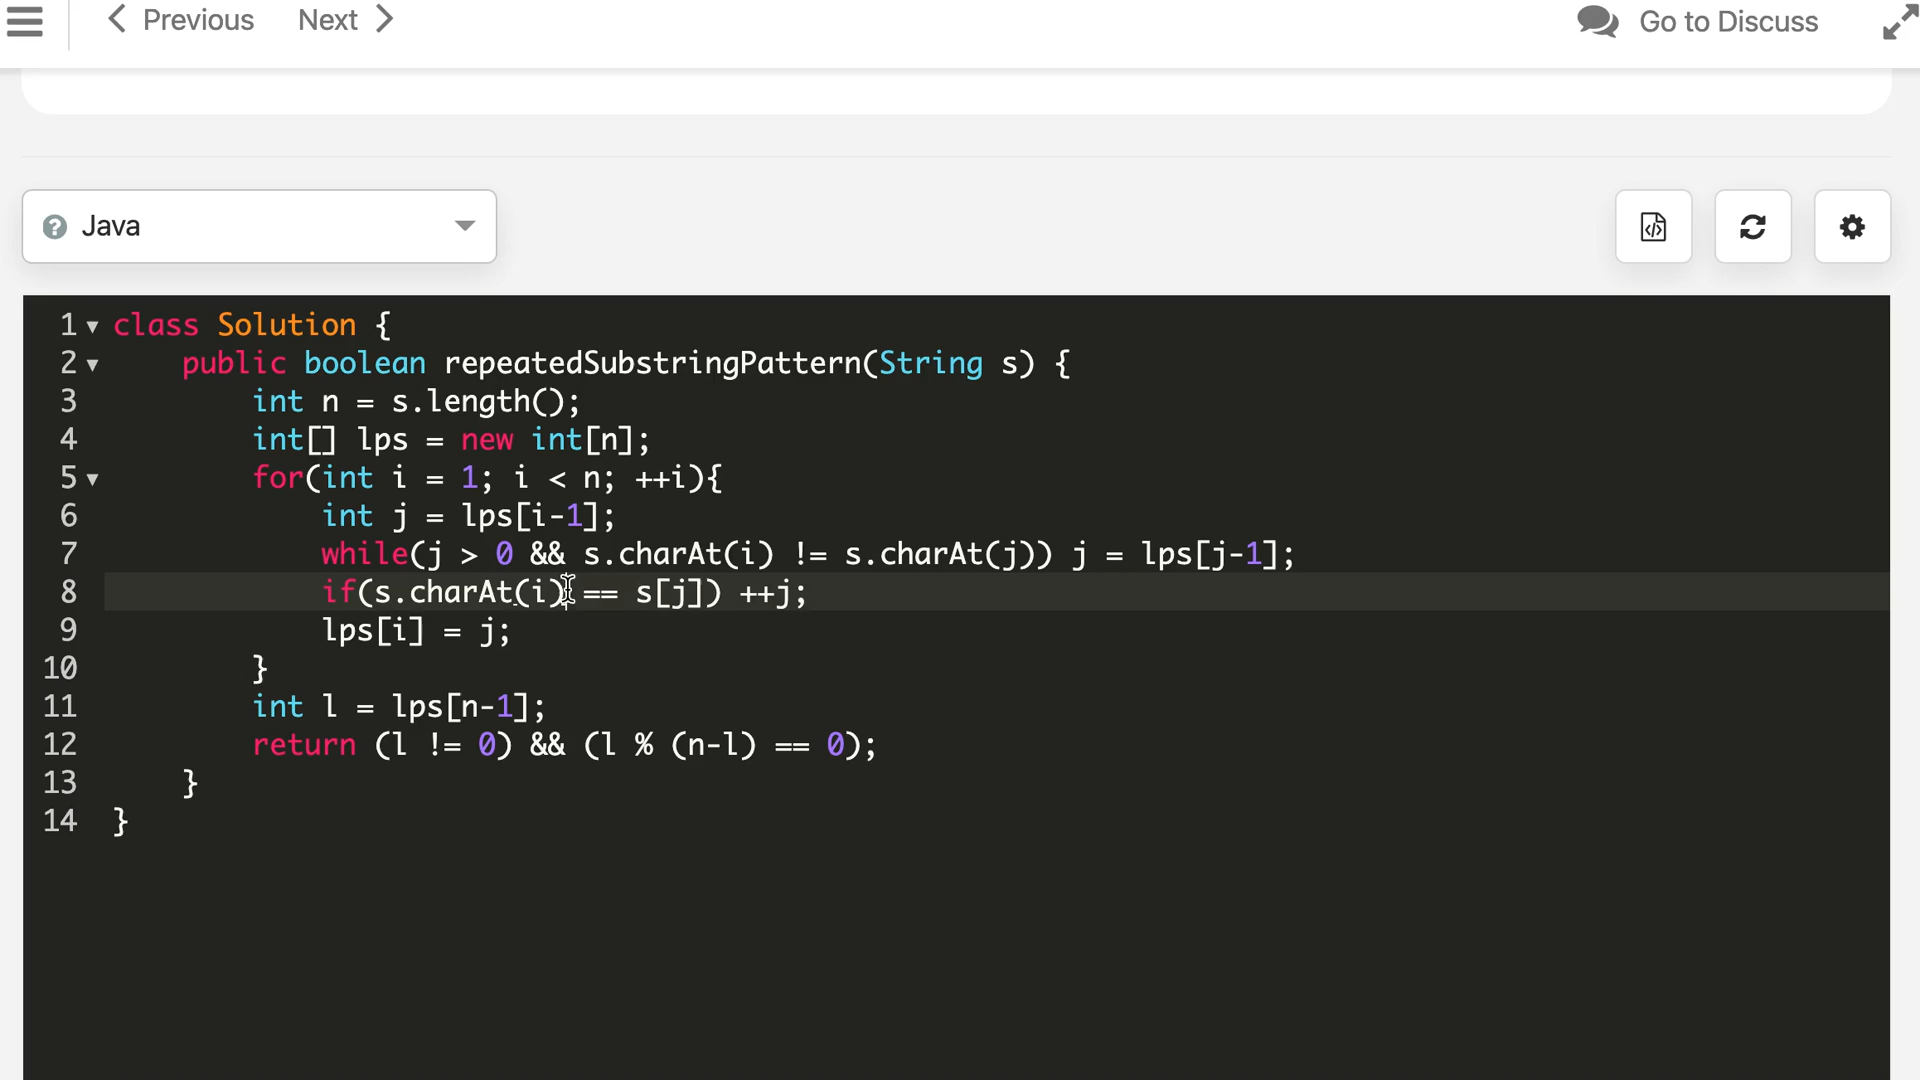 Previous Next Go to Discuss
Java
1 class Solution {
2 public boolean repeatedSubstringPattern(String s) {
3 int n = s.length();
4 int[] lps = new int[n];
5 for(int i = 1; i < n; ++i){
6 int j = lps[i-1];
7 while(j > 0 && s.charAt(i) != s.charAt(j)) j = lps[j-1];
8 if(s.charAt(i) == s[j]) ++j;
9 lps[i] = j;
10 }
11 int l = lps[n-1];
12 return (l != 0) && (l % (n-l) == 0);
13 }
14 }